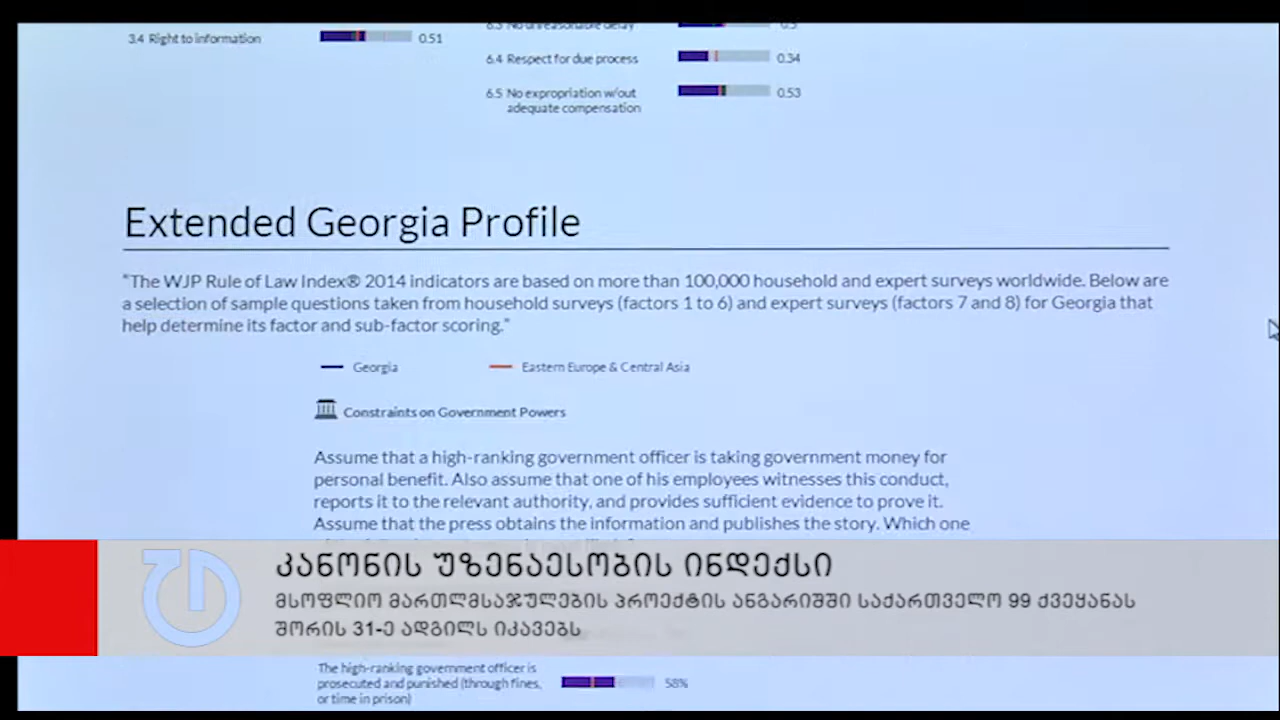 3.4 Right to information 0.51
6.3 No unreasonable delay
6.4 Respect for due process 0.34
6.5 No expropriation w/out
adequate compensation 0.53
Extended Georgia Profile
"The WJP Rule of Law Index® 2014 indicators are based on more than 100,000 household and expert surveys worldwide. Below are
a selection of sample questions taken from household surveys (factors 1 to 6) and expert surveys (factors 7 and 8) for Georgia that
help determine its factor and sub-factor scoring."
Georgia Eastern Europe & Central Asia
Constraints on Government Powers
Assume that a high-ranking government officer is taking government money for
personal benefit. Also assume that one of his employees witnesses this conduct,
reports it to the relevant authority, and provides sufficient evidence to prove it.
Assume that the press obtains the information and publishes the story. Which one
კანონის უზენაესობის ინდექსი
მსოფლიო მართლმსაჯულების პროექტის ანგარიშში საქართველო 99 ქვეყანას
შორის 31-ე ადგილს იკავებს
The high-ranking government officer is
prosecuted and punished (through fines,
or time in prison) 58%